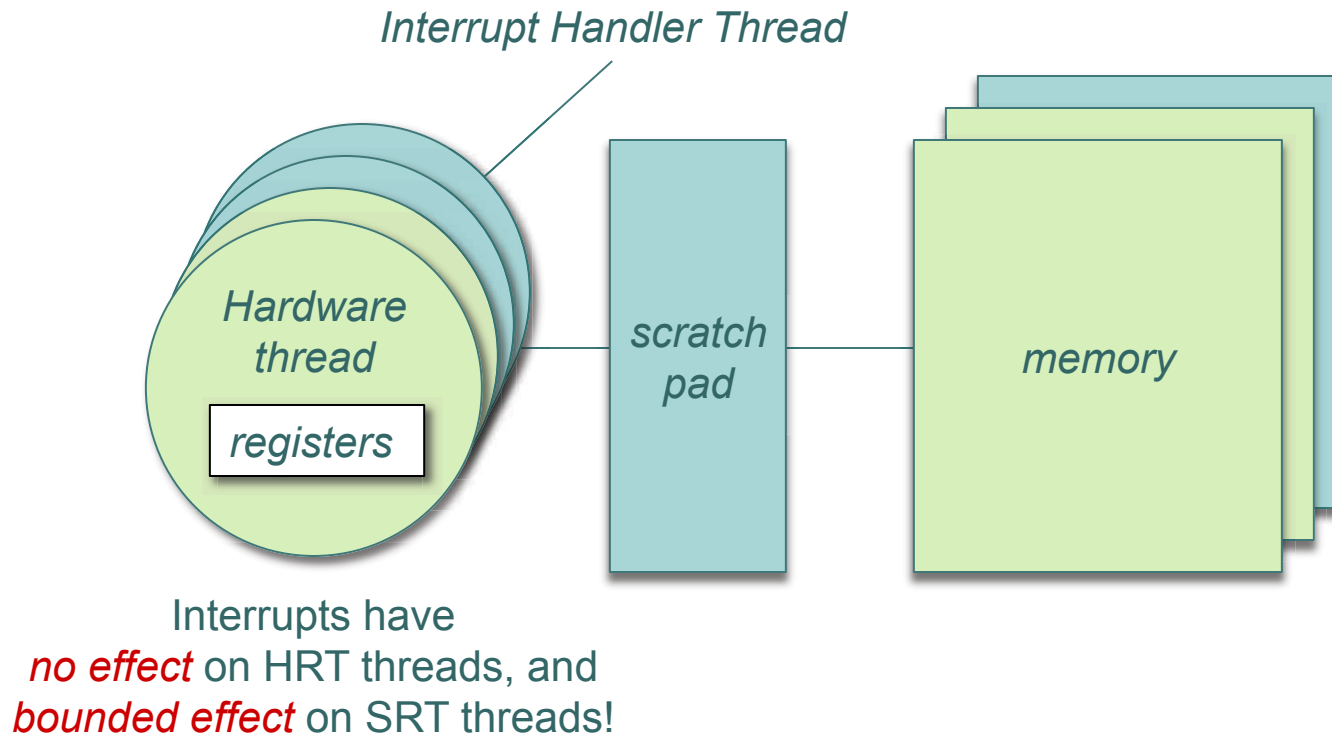 Interrupt Handler Thread
Hardware
thread
registers
scratch
pad
memory
Interrupts have
no effect on HRT threads, and
bounded effect on SRT threads!